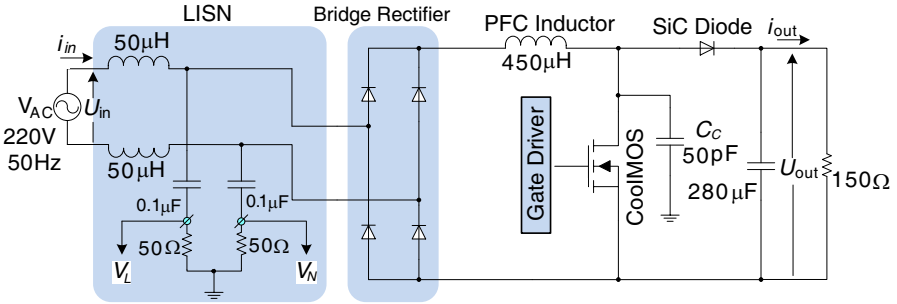 LISN
Bridge Rectifier
PFC Inductor
SiC Diode
i_in
50μH
450μH
i_out
V_AC
U_in
220V
50Hz
50μH
Gate Driver
CoolMOS
C_C
50pF
280μF
U_out
150Ω
0.1μF
0.1μF
50Ω
50Ω
V_L
V_N